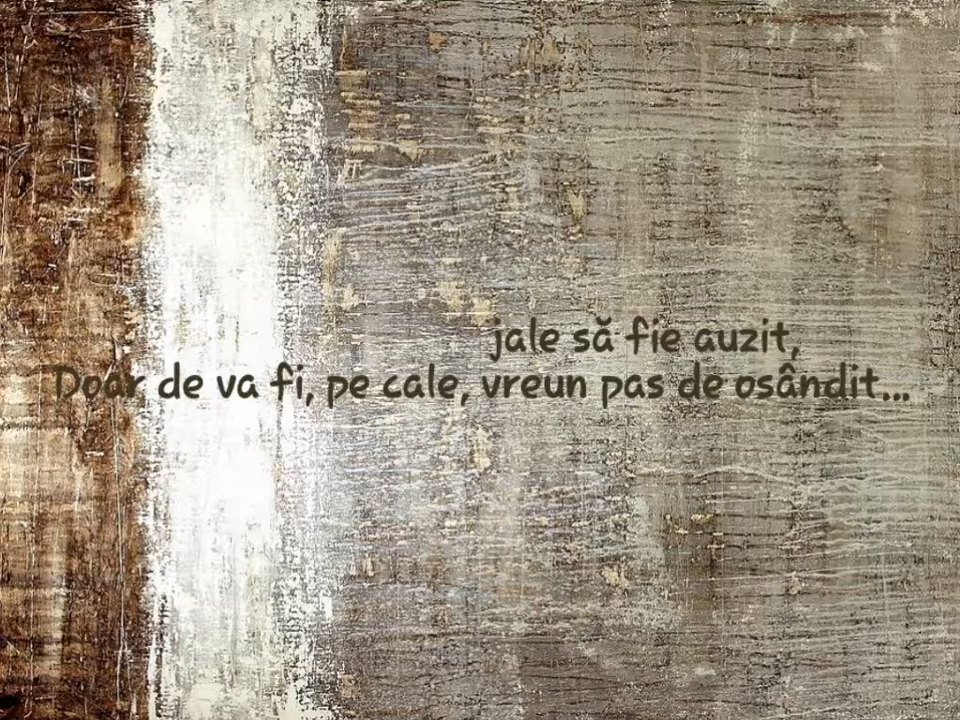 jale să fie auzit,
Doar de va fi, pe cale, vreun pas de osândit...